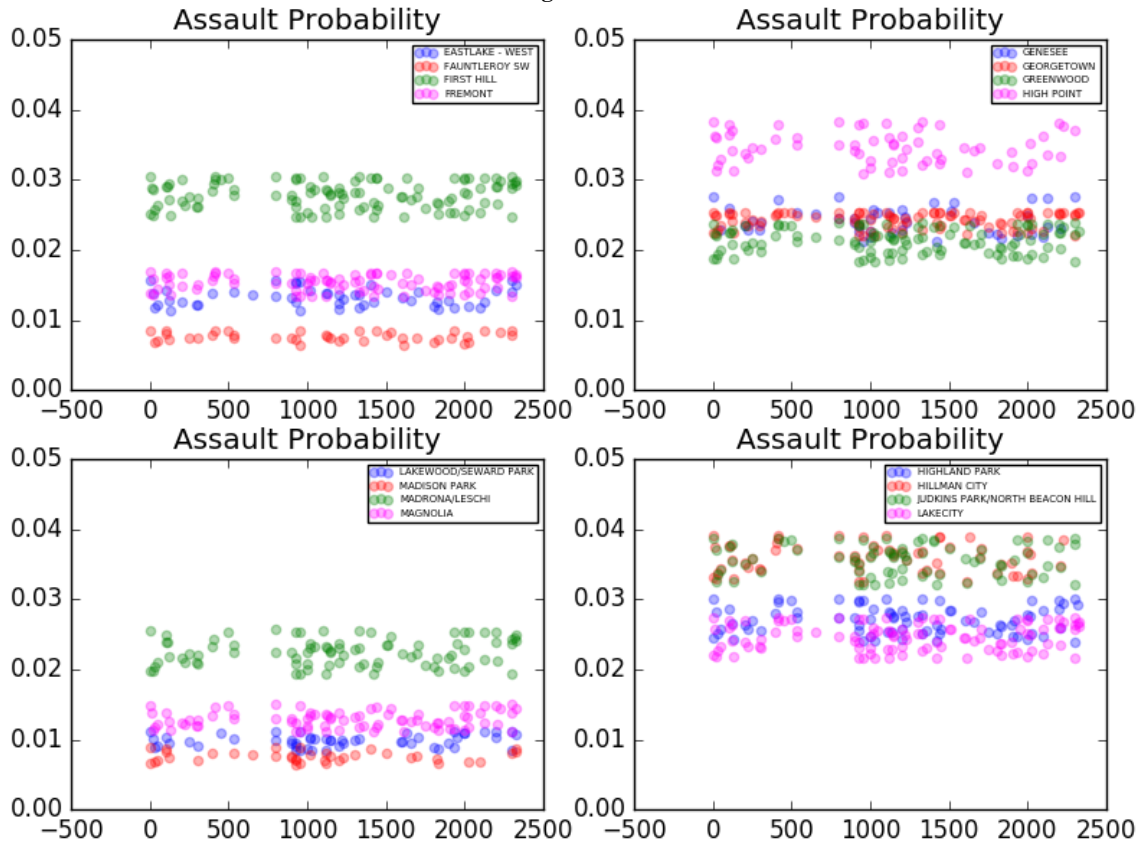 Assault Probability
0.05
0.04
0.03
0.02
0.01
0.00
−500 0 500 1000 1500 2000 2500
EASTLAKE - WEST
FAUNTLEROY SW
FIRST HILL
FREMONT
Assault Probability
0.05
0.04
0.03
0.02
0.01
0.00
−500 0 500 1000 1500 2000 2500
GENESEE
GEORGETOWN
GREENWOOD
HIGH POINT
Assault Probability
0.05
0.04
0.03
0.02
0.01
0.00
−500 0 500 1000 1500 2000 2500
LAKEWOOD/SEWARD PARK
MADISON PARK
MADRONA/LESCHI
MAGNOLIA
Assault Probability
0.05
0.04
0.03
0.02
0.01
0.00
−500 0 500 1000 1500 2000 2500
HIGHLAND PARK
HILLMAN CITY
JUDKINS PARK/NORTH BEACON HILL
LAKECITY